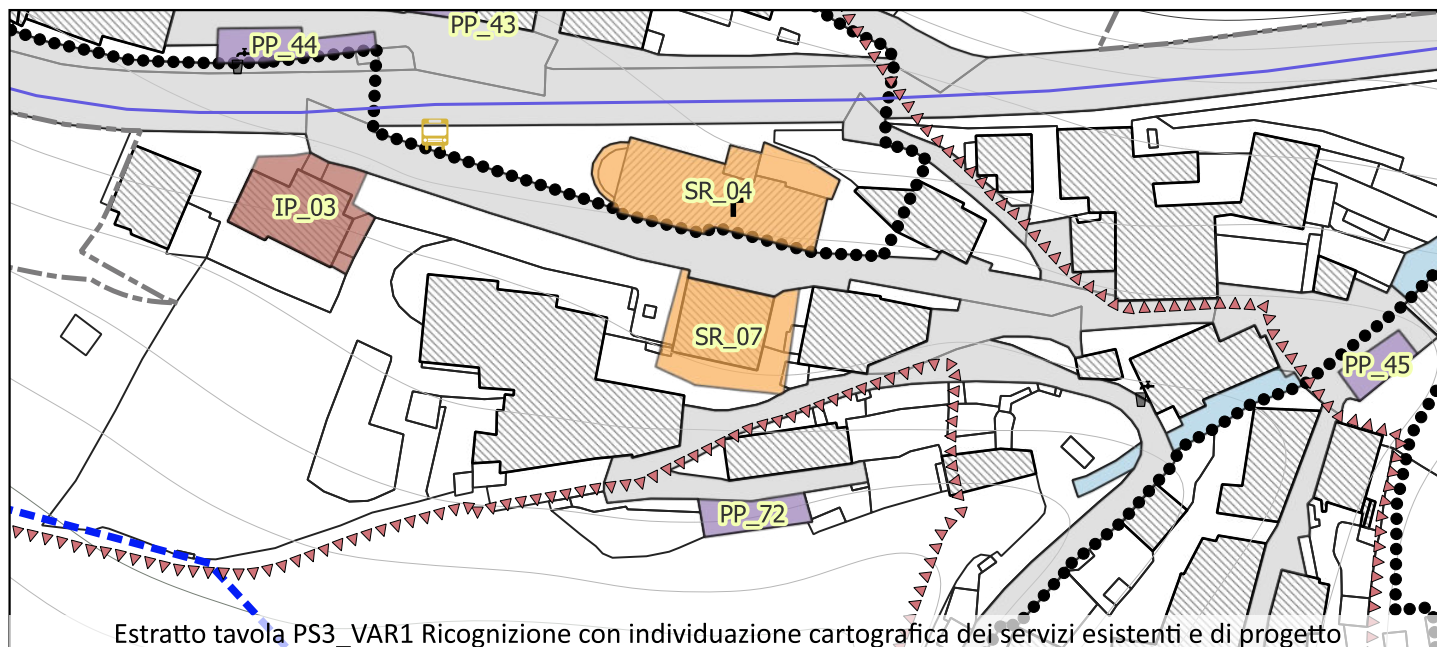 PP_43
PP_44
SR_04
IP_03
SR_07
PP_45
PP_72
Estratto tavola PS3_VAR1 Ricognizione con individuazione cartografica dei servizi esistenti e di progetto